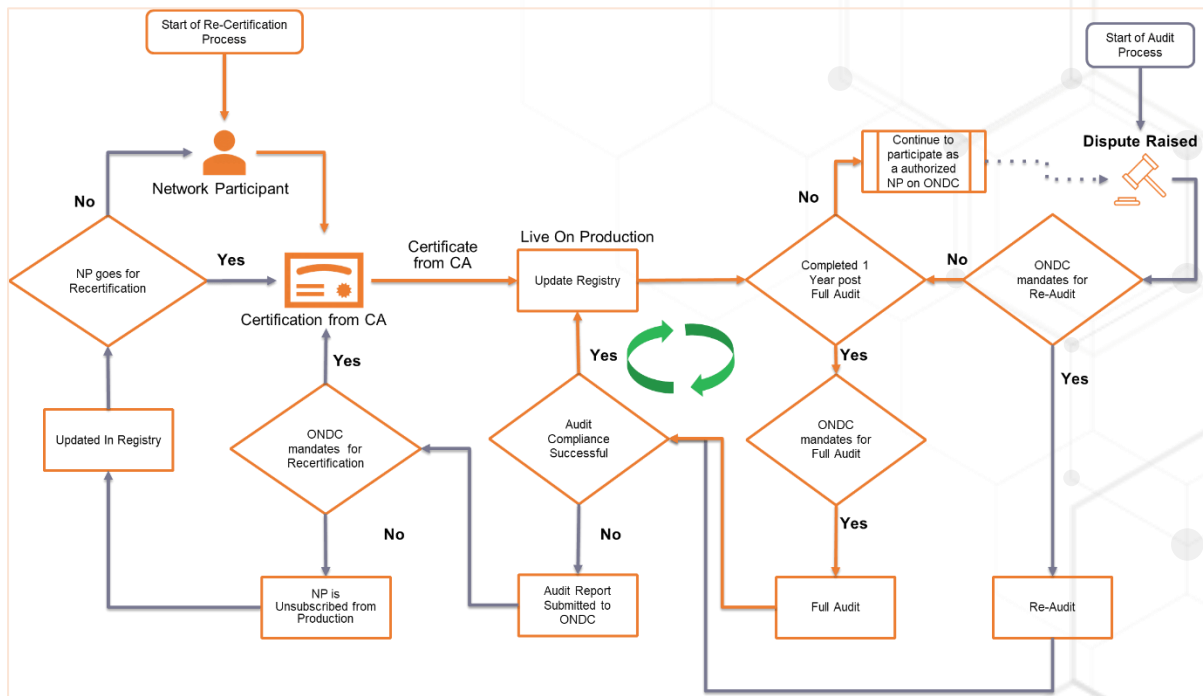 Start of Re-Certification
Process
Start of Audit
Process
Dispute Raised
Continue to
participate as
a authorized
NP on ONDC
Network Participant
No
No
NP goes for
Recertification
Yes
Certification from CA
Certificate
from CA
Live On Production
Update Registry
Completed 1
Year post
Full Audit
No
ONDC
mandates for
Re-Audit
Yes
Yes
Yes
Yes
Updated In Registry
ONDC
mandates for
Recertification
Audit
Compliance
Successful
ONDC
mandates for
Full Audit
No
No
Yes
NP is
Unsubscribed from
Production
Audit Report
Submitted to
ONDC
Full Audit
Re-Audit